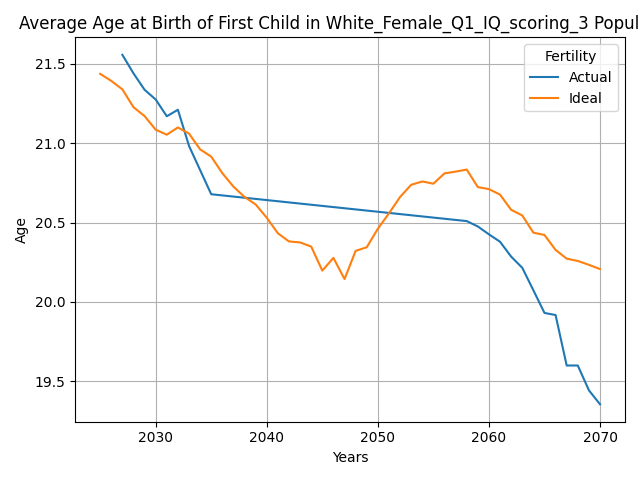 Average Age at Birth of First Child in White_Female_Q1_IQ_scoring_3 Popul
Fertility
Actual
Ideal
21.5
21.0
20.5
20.0
19.5
Age
2030 2040 2050 2060 2070
Years